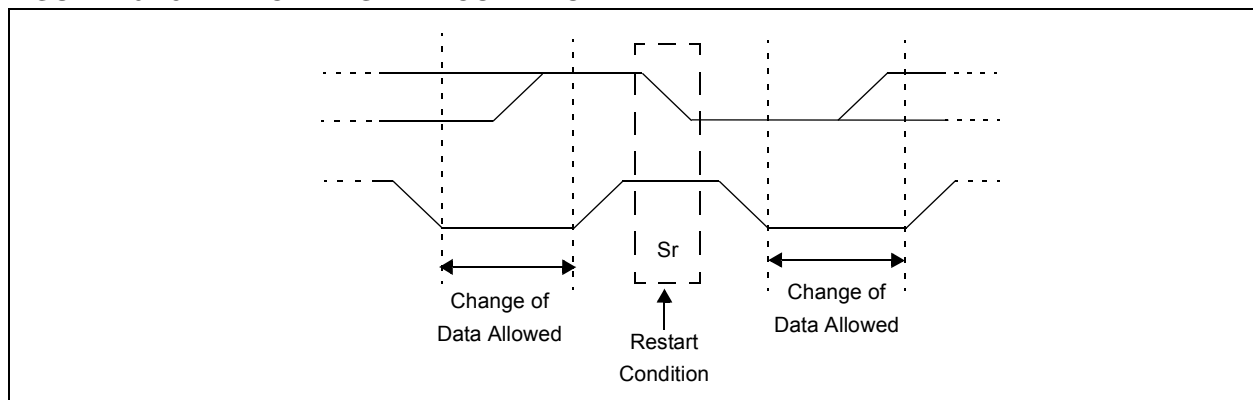 Sr
Change of
Data Allowed
Restart
Condition
Change of
Data Allowed